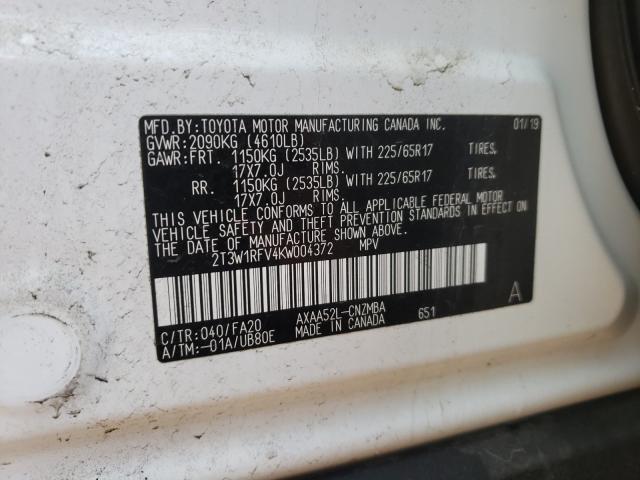 MFD.BY:TOYOTA MOTOR MANUFACTURING CANADA INC. 01/19
GVWR:2090KG (4610LB)
GAWR:FRT. 1150KG (2535LB) WITH 225/65R17 TIRES.
17X7.0J RIMS.
RR. 1150KG (2535LB) WITH 225/65R17 TIRES.
17X7.0J RIMS.
THIS VEHICLE CONFORMS TO ALL APPLICABLE FEDERAL MOTOR
VEHICLE SAFETY AND THEFT PREVENTION STANDARDS IN EFFECT ON
THE DATE OF MANUFACTURE SHOWN ABOVE.
2T3W1RFV4KW004372 MPV
C/TR:040/FA20 AXAA52L-CNZMBA 651 A
A/TM:-01A/UB80E MADE IN CANADA